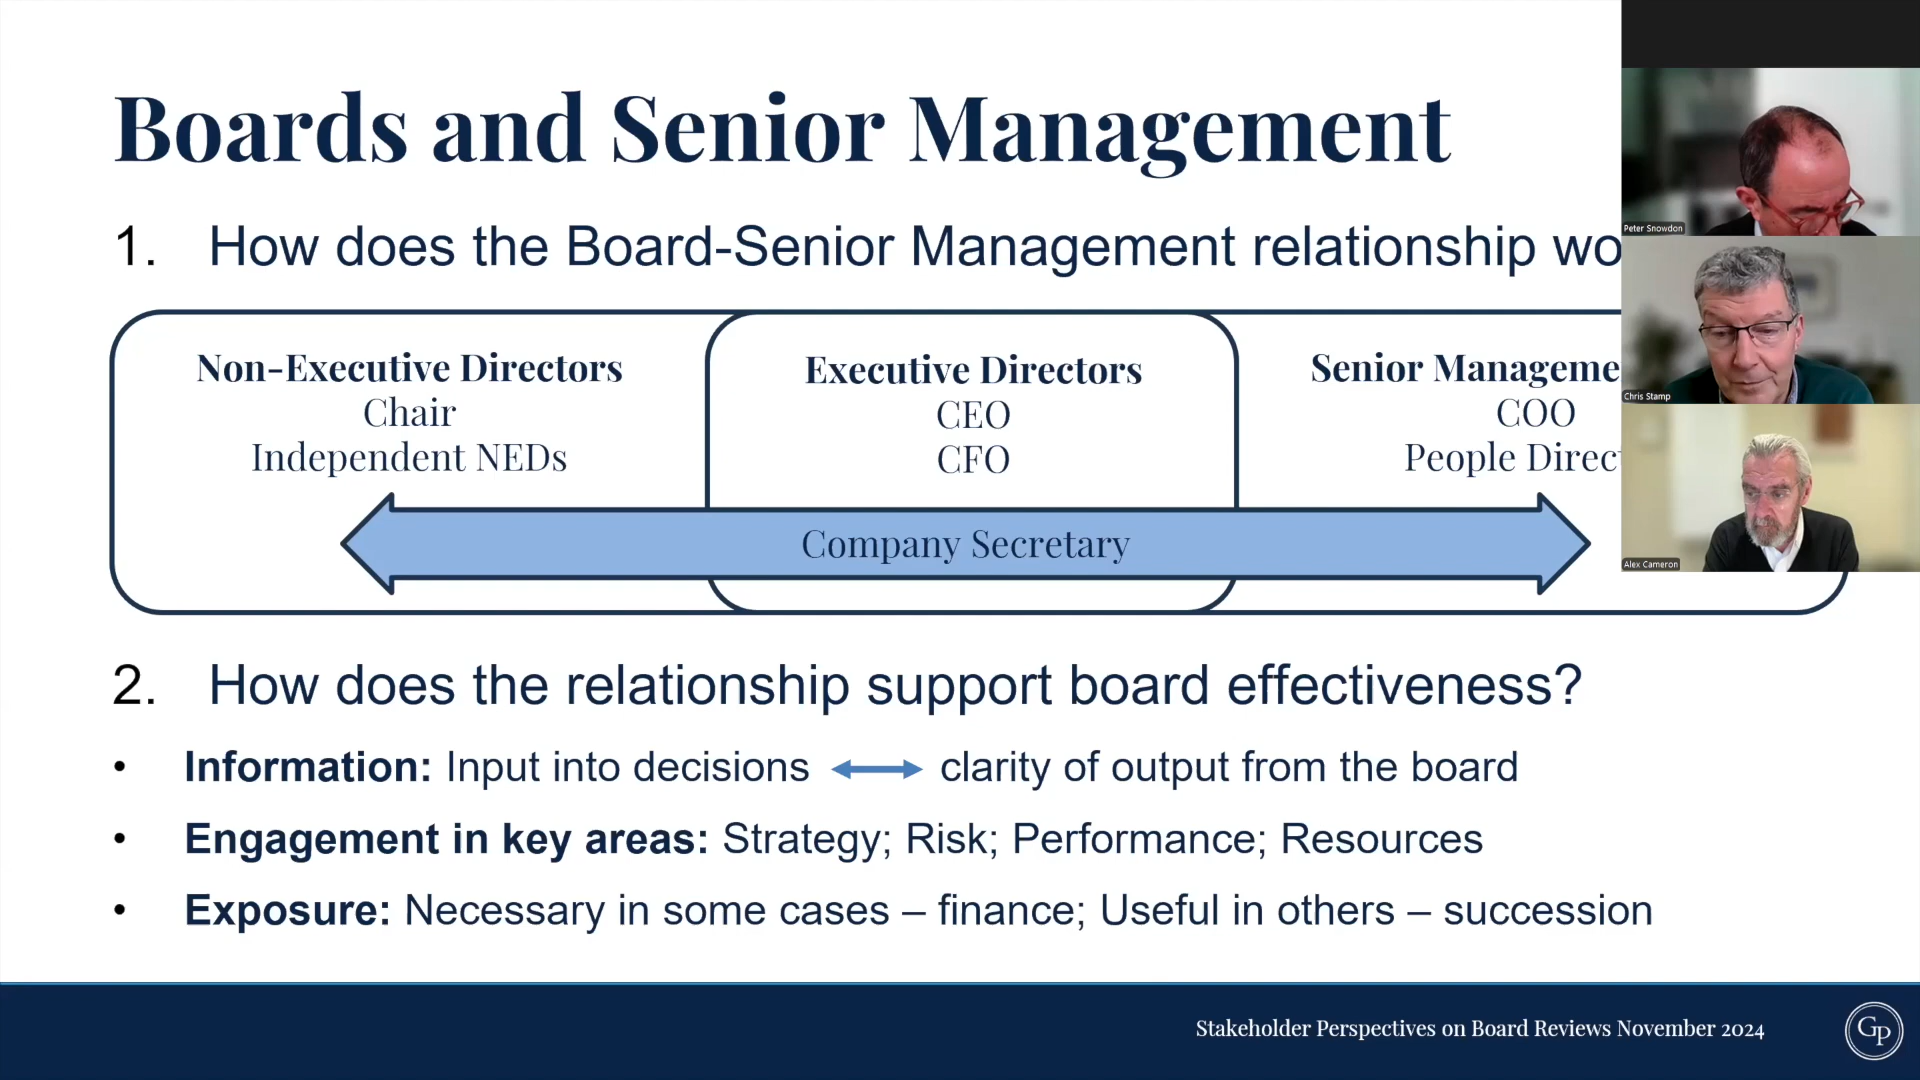 Boards and Senior Management
1. How does the Board-Senior Management relationship wo
Non-Executive Directors
Chair
Independent NEDs
Executive Directors
CEO
CFO
Senior Manageme
COO
People Direc
Company Secretary
2. How does the relationship support board effectiveness?
• Information: Input into decisions ⟷ clarity of output from the board
• Engagement in key areas: Strategy; Risk; Performance; Resources
• Exposure: Necessary in some cases – finance; Useful in others – succession
Stakeholder Perspectives on Board Reviews November 2024
GP
Peter Snowdon
Chris Stamp
Alex Cameron